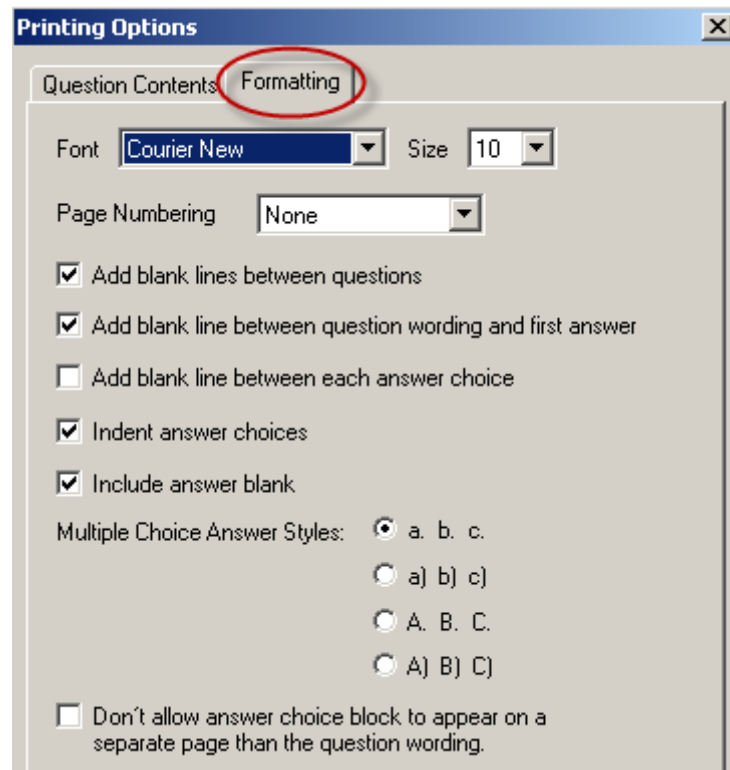 Printing Options
Question Contents Formatting
Font Courier New Size 10
Page Numbering None
Add blank lines between questions
Add blank line between question wording and first answer
Add blank line between each answer choice
Indent answer choices
Include answer blank
Multiple Choice Answer Styles: a. b. c.
a) b) c)
A. B. C.
A) B) C)
Don't allow answer choice block to appear on a
separate page than the question wording.